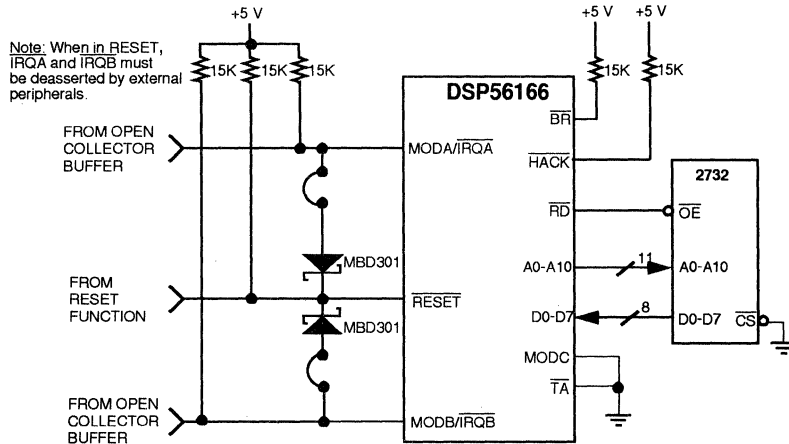 +5 V
+5 V
+5 V
Note: When in RESET,
IRQA and IRQB must
be deasserted by external
peripherals.
15K
15K
15K
15K
15K
DSP56166
FROM OPEN
COLLECTOR
BUFFER
MODA/IRQA
BR
HACK
2732
RD
OE
MBD301
FROM
RESET
FUNCTION
RESET
A0-A10
11
A0-A10
MBD301
D0-D7
8
D0-D7
CS
MODC
TA
FROM OPEN
COLLECTOR
BUFFER
MODB/IRQB